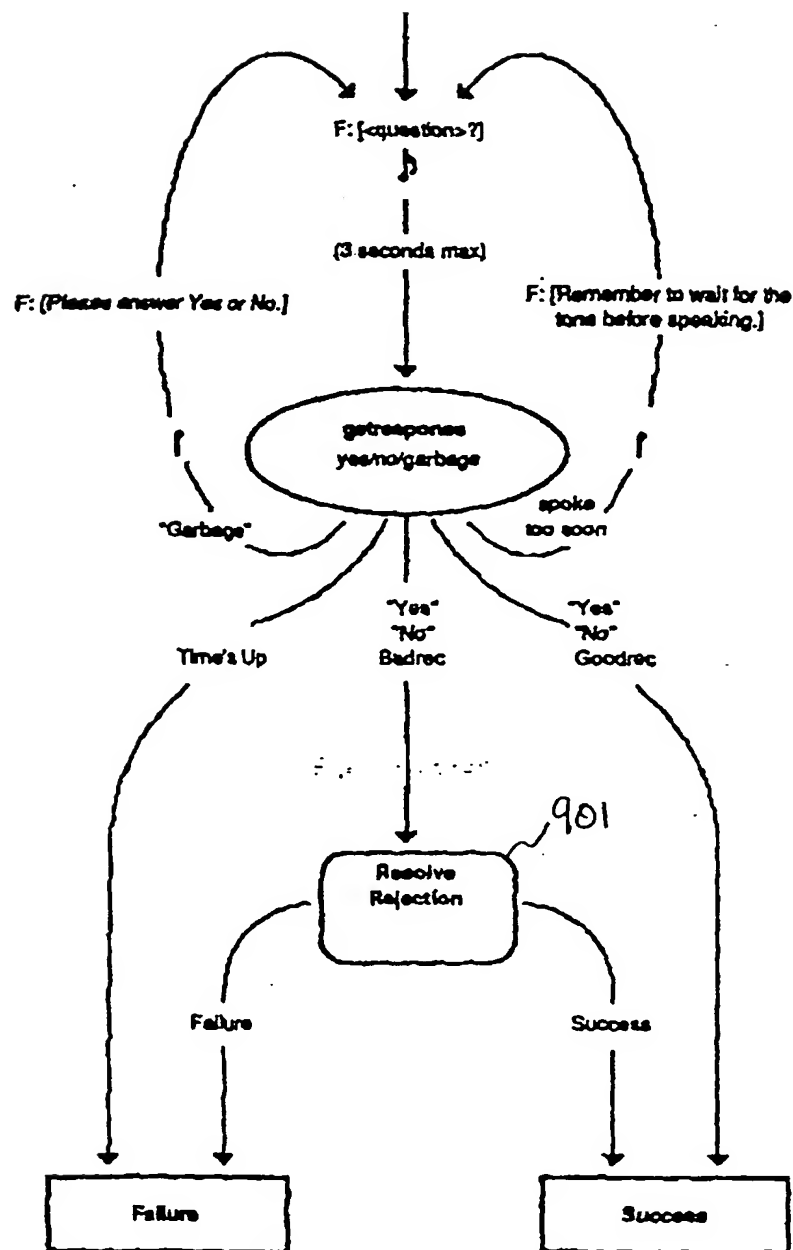 F: [<question>?]
[3 seconds max]
F: [Please answer Yes or No.]
F: [Remember to wait for the
tone before speaking.]
getresponse
yes/no/garbage
"Garbage"
spoke
too soon
Time's Up
"Yes"
"No"
Badrec
"Yes"
"No"
Goodrec
901
Resolve
Rejection
Failure
Success
Failure
Success